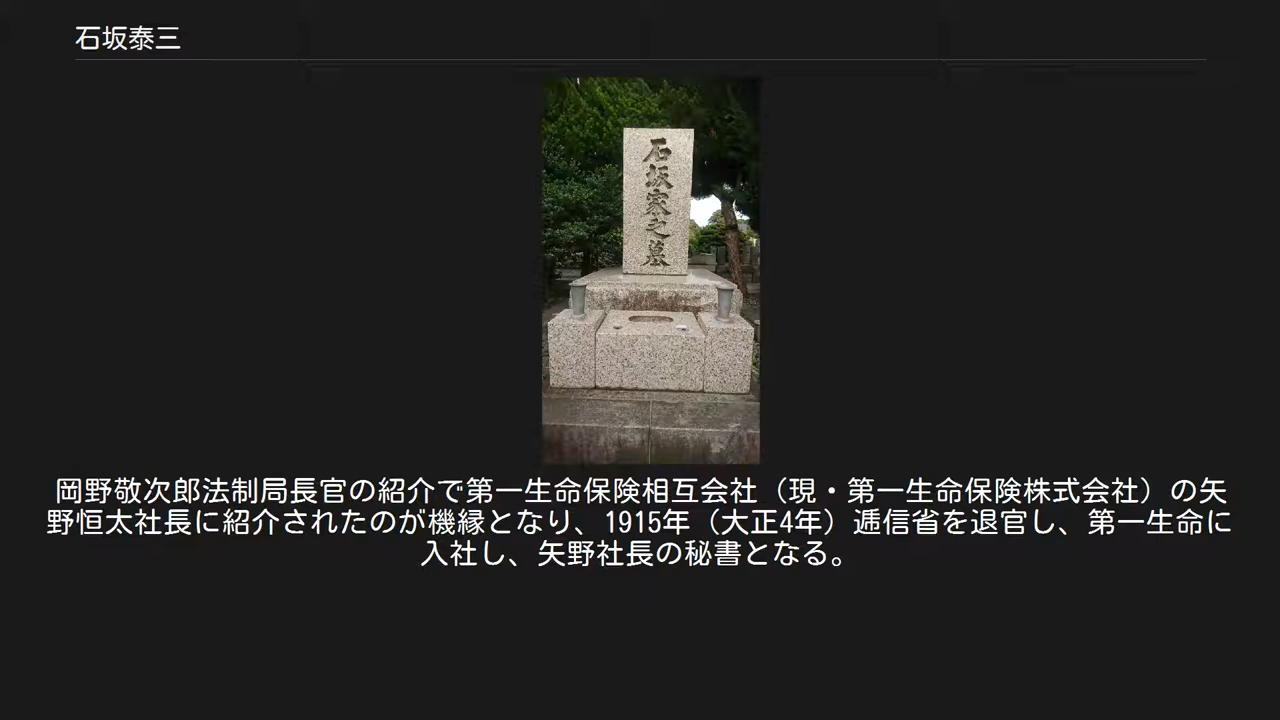 石坂泰三
石坂家之墓
岡野敬次郎法制局長官の紹介で第一生命保険相互会社（現・第一生命保険株式会社）の矢
野恒太社長に紹介されたのが機縁となり、1915年（大正4年）逓信省を退官し、第一生命に
入社し、矢野社長の秘書となる。